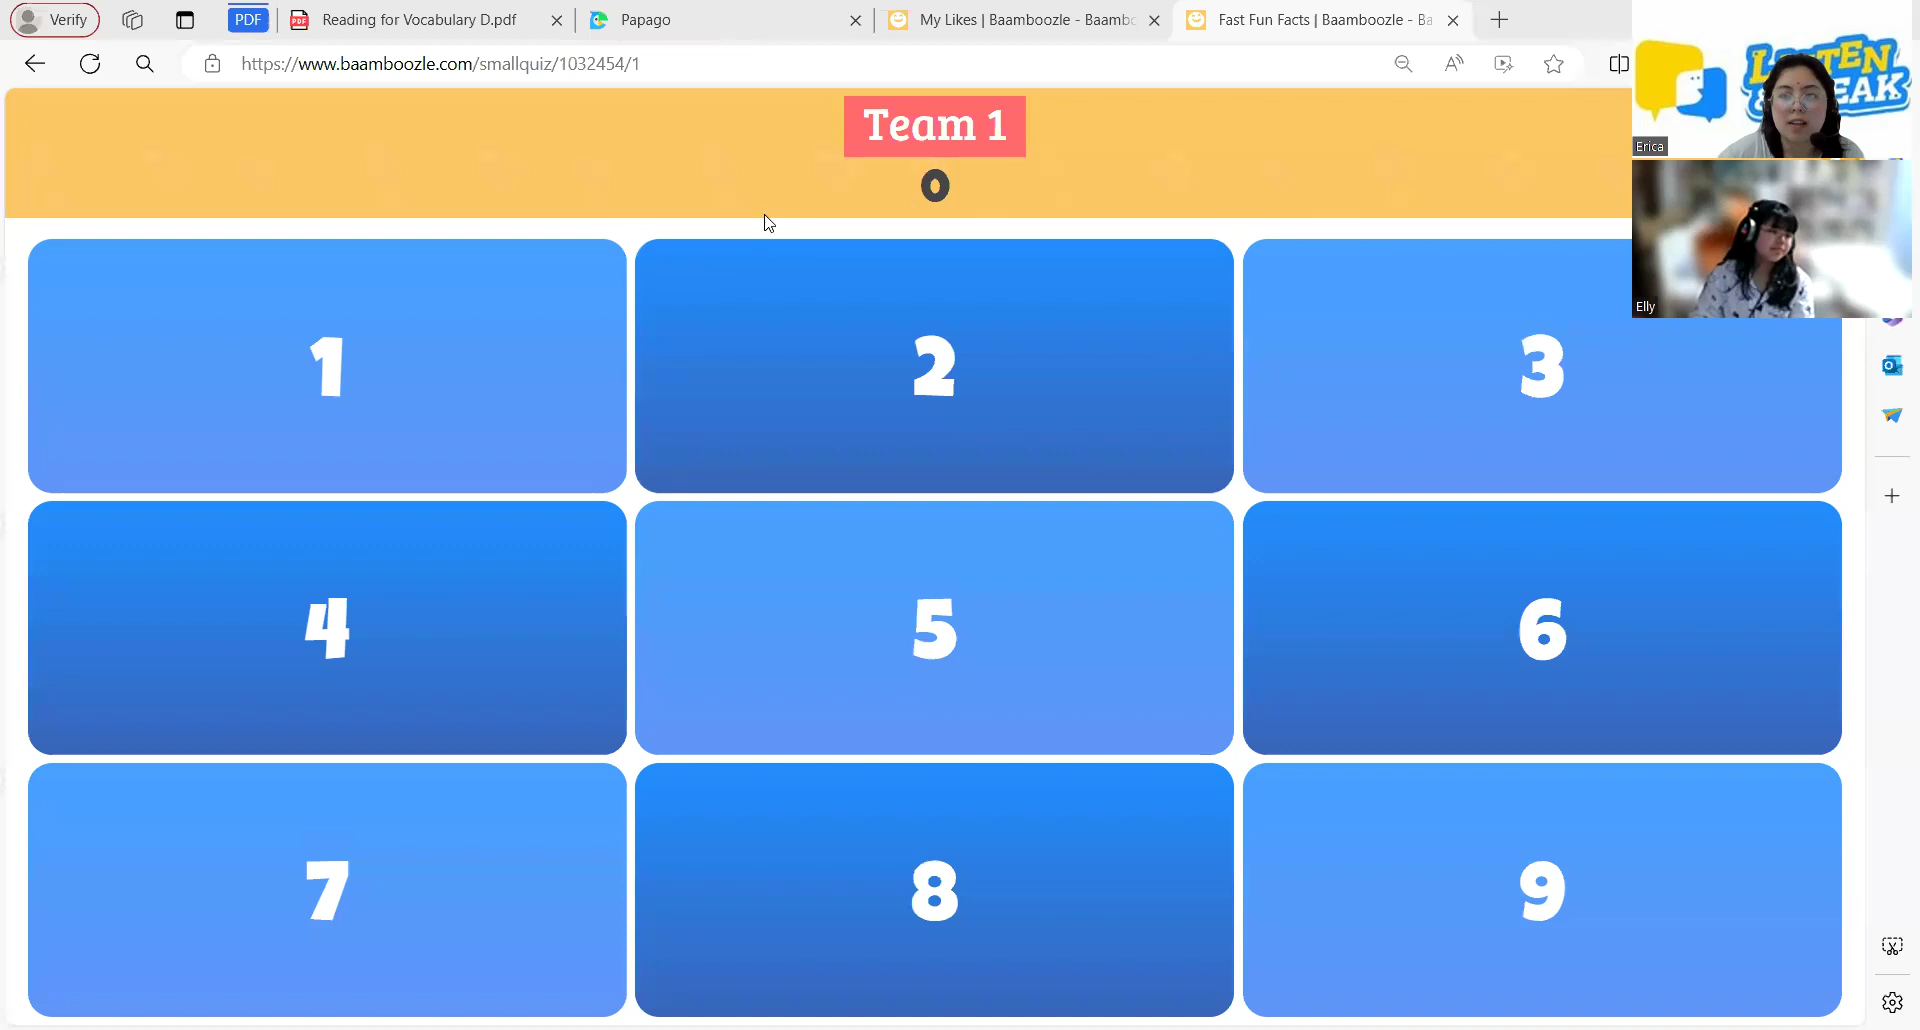 Verify
PDF
Reading for Vocabulary D.pdf
Papago
My Likes | Baamboozle - Baambo
Fast Fun Facts | Baamboozle - Ba
https://www.baamboozle.com/smallquiz/1032454/1
Team 1
0
1
2
3
4
5
6
7
8
9
Erica
Elly